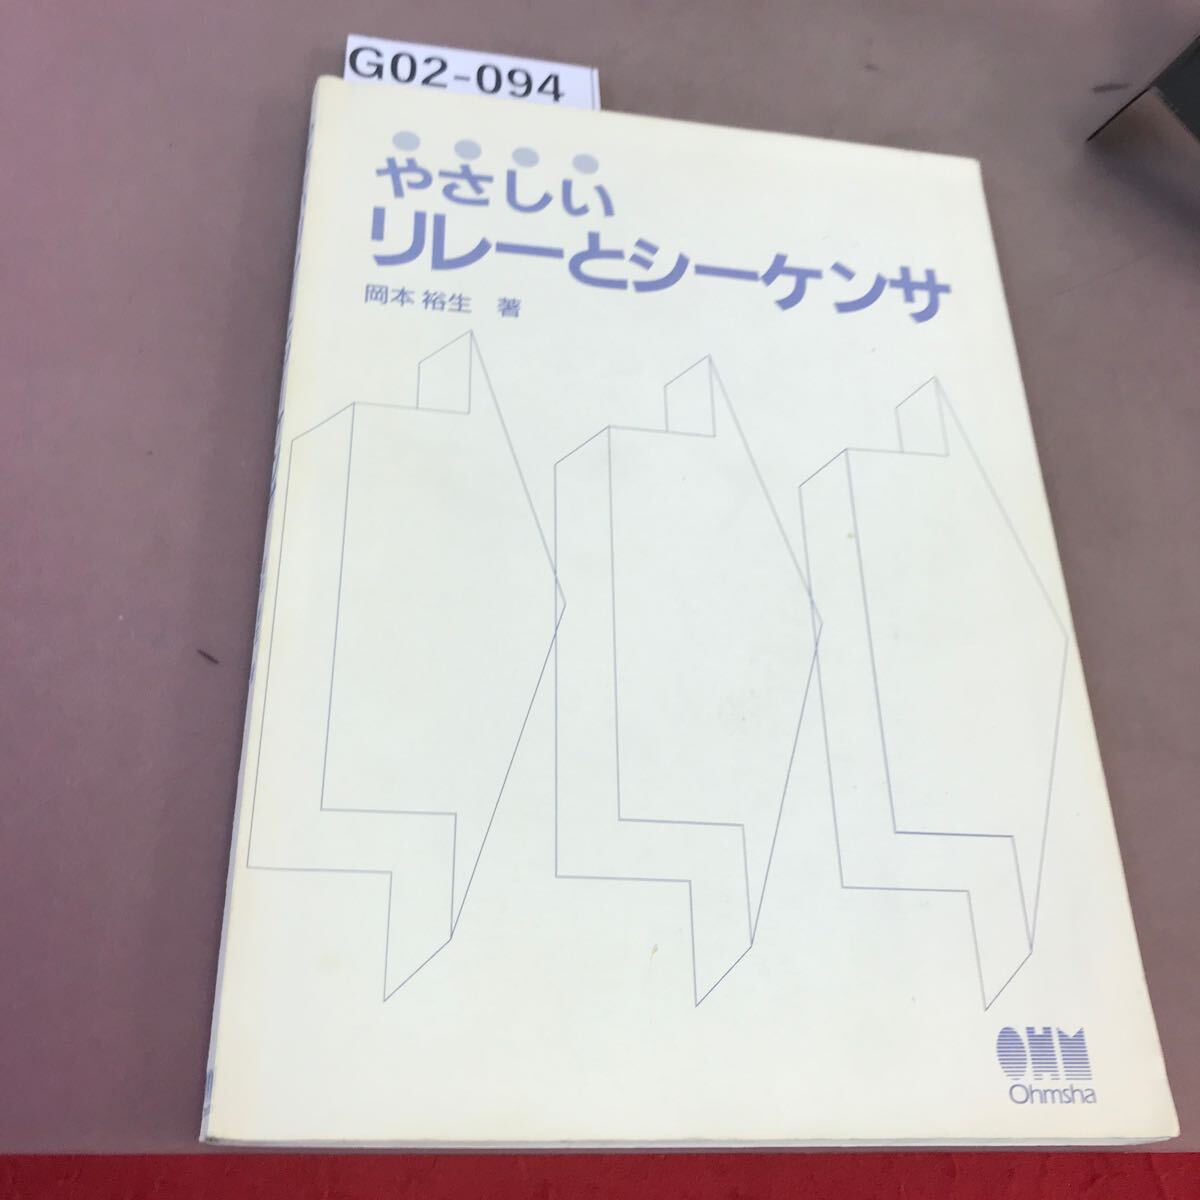 G02-094
やさしい
リレーとシーケンサ
岡本 裕生 著
OHM
Ohmsha